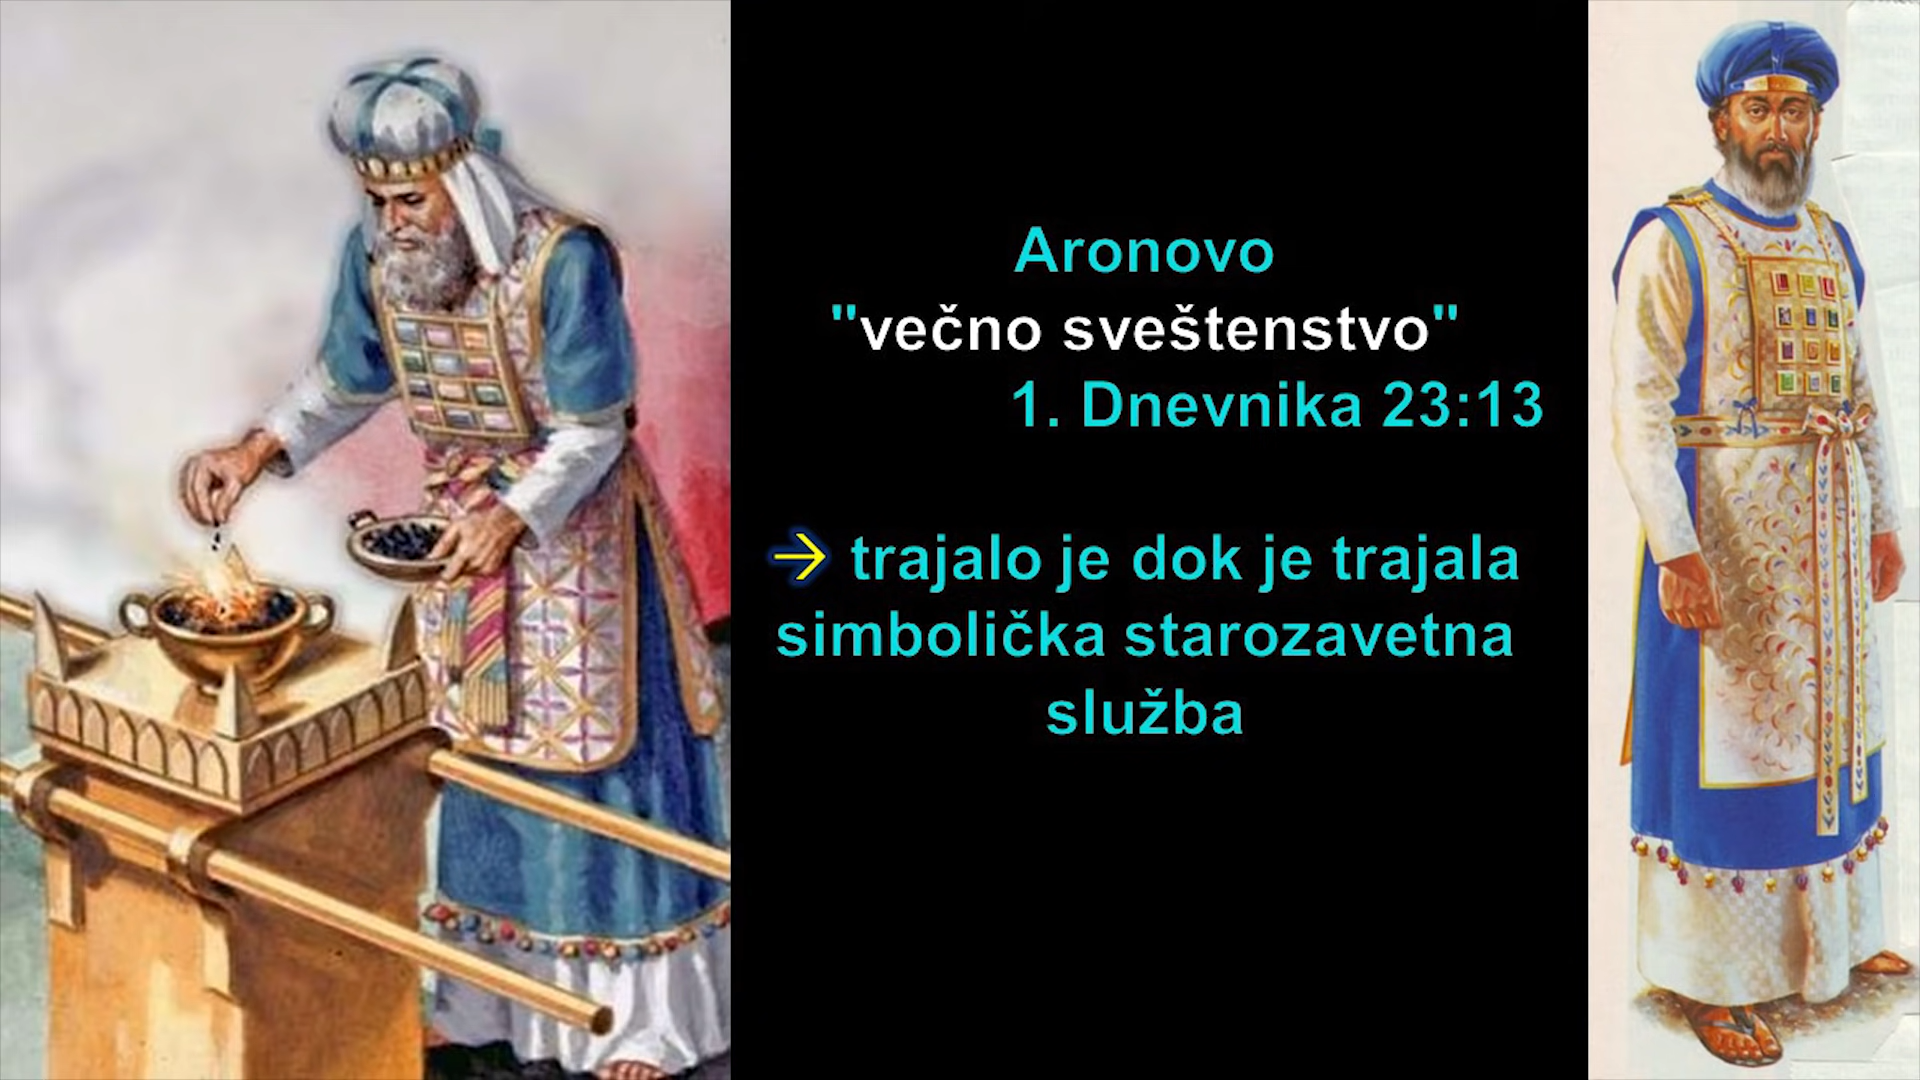 Aronovo
"večno sveštenstvo"
1. Dnevnika 23:13
→ trajalo je dok je trajala
simbolička starozavetna
služba